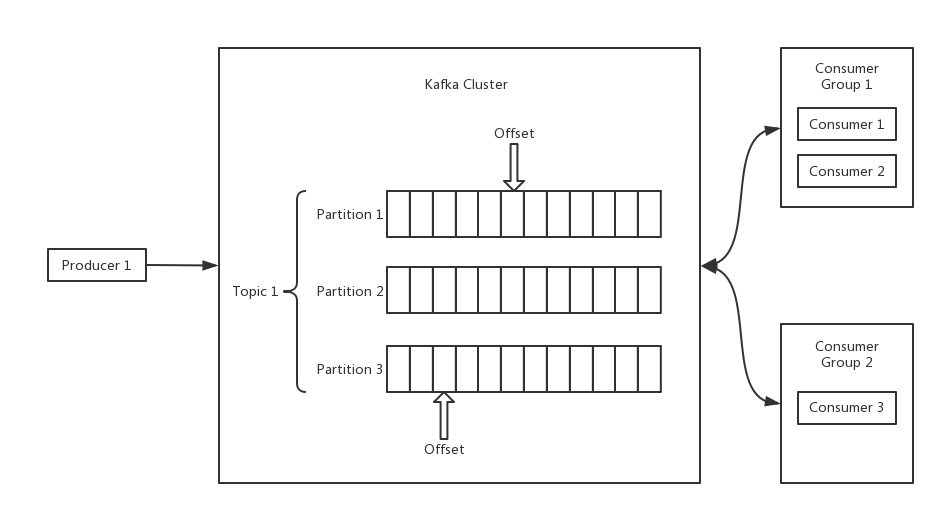 Kafka Cluster
Offset
Partition 1
Producer 1
Topic 1
Partition 2
Partition 3
Offset
Consumer
Group 1
Consumer 1
Consumer 2
Consumer
Group 2
Consumer 3